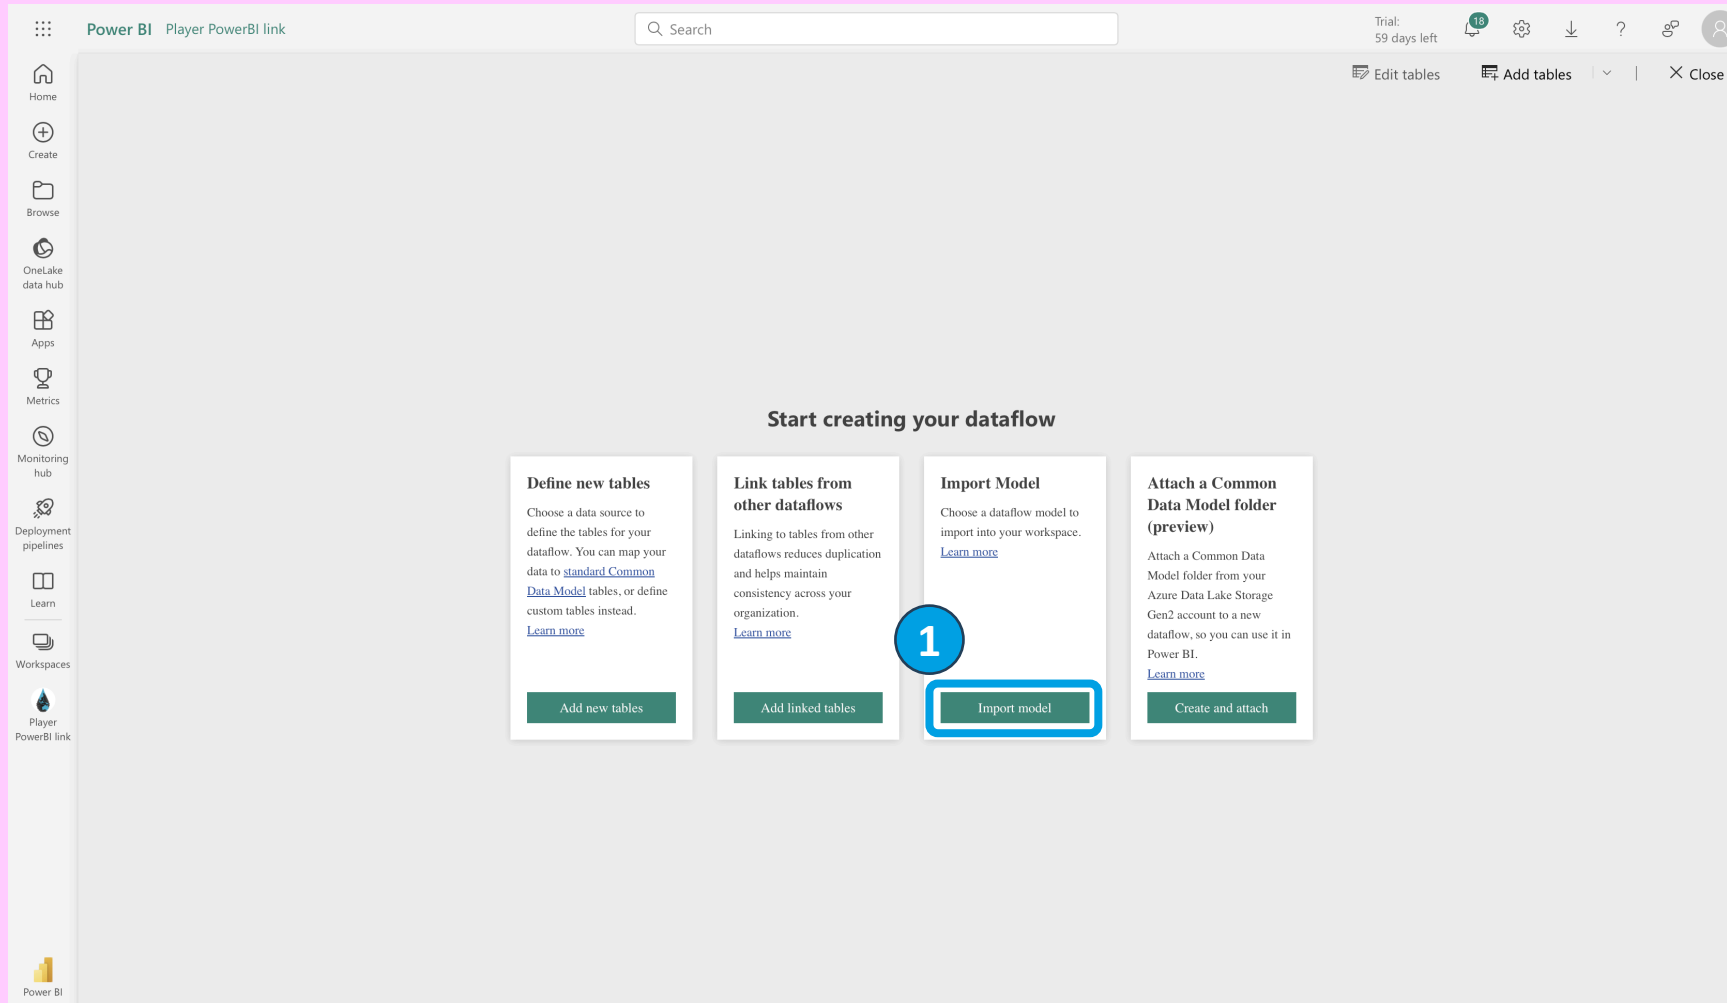 Power BI Player PowerBI link
Search
Trial:
59 days left
18
Edit tables
Add tables
Close
Home
Create
Browse
OneLake
data hub
Apps
Metrics
Monitoring
hub
Deployment
pipelines
Learn
Workspaces
Player
PowerBI link
Power BI
Start creating your dataflow
Define new tables
Choose a data source to
define the tables for your
dataflow. You can map your
data to standard Common
Data Model tables, or define
custom tables instead.
Learn more
Add new tables
Link tables from
other dataflows
Linking to tables from other
dataflows reduces duplication
and helps maintain
consistency across your
organization.
Learn more
Add linked tables
Import Model
Choose a dataflow model to
import into your workspace.
Learn more
1
Import model
Attach a Common
Data Model folder
(preview)
Attach a Common Data
Model folder from your
Azure Data Lake Storage
Gen2 account to a new
dataflow, so you can use it in
Power BI.
Learn more
Create and attach